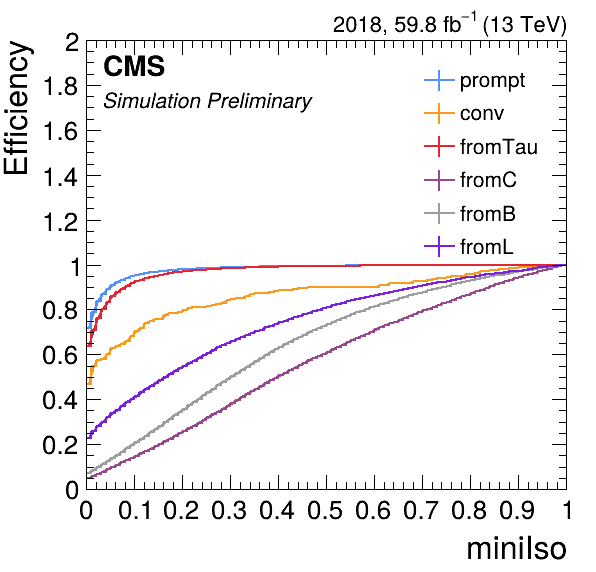 2018, 59.8 fb⁻¹ (13 TeV)
Efficiency
CMS
Simulation Preliminary
prompt
conv
fromTau
fromC
fromB
fromL
2
1.8
1.6
1.4
1.2
1
0.8
0.6
0.4
0.2
0
0 0.1 0.2 0.3 0.4 0.5 0.6 0.7 0.8 0.9 1
miniIso